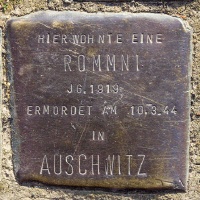 HIER WOHNTE EINE
ROMMNI
JG. 1919
ERMORDET AM 10.3.44
IN
AUSCHWITZ